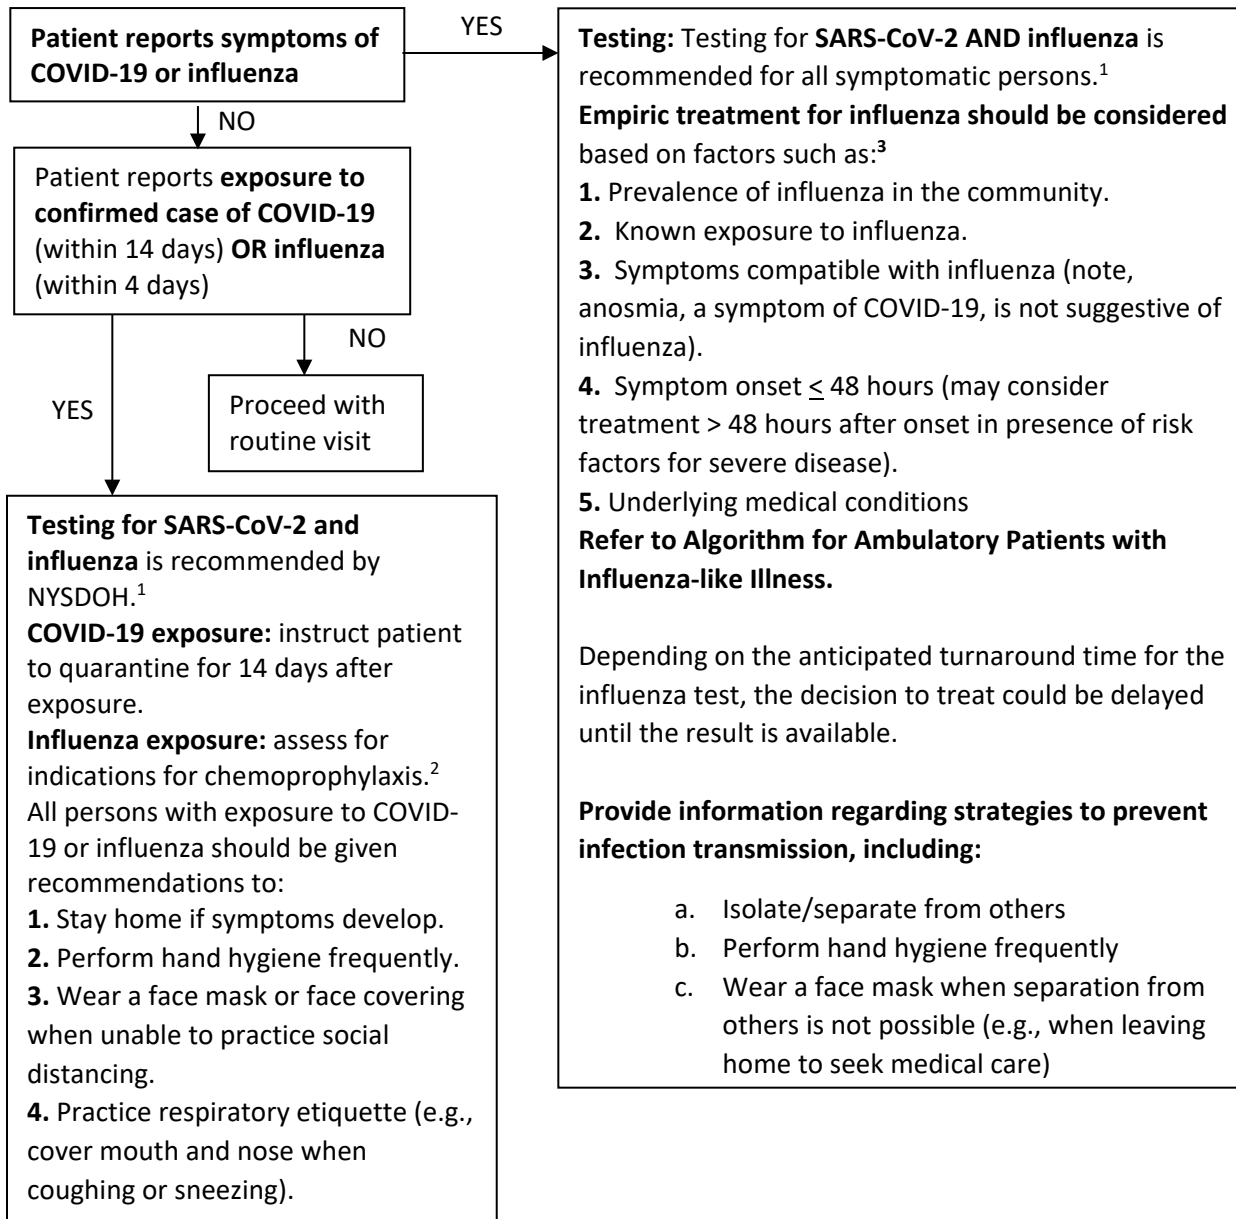 Patient reports symptoms of
COVID-19 or influenza
YES
NO
Patient reports exposure to
confirmed case of COVID-19
(within 14 days) OR influenza
(within 4 days)
NO
Proceed with
routine visit
YES
Testing for SARS-CoV-2 and
influenza is recommended by
NYSDOH.1
COVID-19 exposure: instruct patient
to quarantine for 14 days after
exposure.
Influenza exposure: assess for
indications for chemoprophylaxis.2
All persons with exposure to COVID-
19 or influenza should be given
recommendations to:
1. Stay home if symptoms develop.
2. Perform hand hygiene frequently.
3. Wear a face mask or face covering
when unable to practice social
distancing.
4. Practice respiratory etiquette (e.g.,
cover mouth and nose when
coughing or sneezing).
Testing: Testing for SARS-CoV-2 AND influenza is
recommended for all symptomatic persons.1
Empiric treatment for influenza should be considered
based on factors such as:3
1. Prevalence of influenza in the community.
2. Known exposure to influenza.
3. Symptoms compatible with influenza (note,
anosmia, a symptom of COVID-19, is not suggestive of
influenza).
4. Symptom onset ≤ 48 hours (may consider
treatment > 48 hours after onset in presence of risk
factors for severe disease).
5. Underlying medical conditions
Refer to Algorithm for Ambulatory Patients with
Influenza-like Illness.
Depending on the anticipated turnaround time for the
influenza test, the decision to treat could be delayed
until the result is available.
Provide information regarding strategies to prevent
infection transmission, including:
a. Isolate/separate from others
b. Perform hand hygiene frequently
c. Wear a face mask when separation from
others is not possible (e.g., when leaving
home to seek medical care)